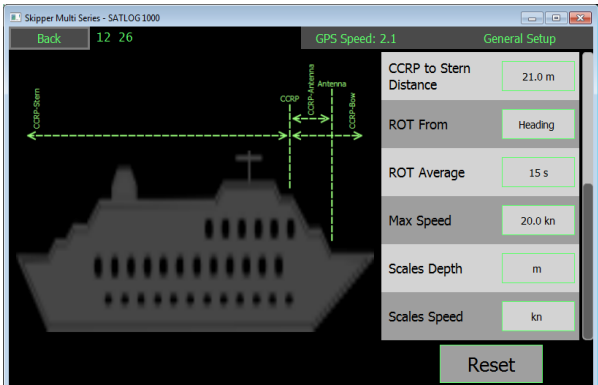 Skipper Multi Series - SATLOG 1000
Back 12 26 GPS Speed: 2.1 General Setup
CCRP-Stern
CCRP
CCRP-Antenna
Antenna
CCRP-Bow
CCRP to Stern
Distance
21.0 m
ROT From
Heading
ROT Average
15 s
Max Speed
20.0 kn
Scales Depth
m
Scales Speed
kn
Reset